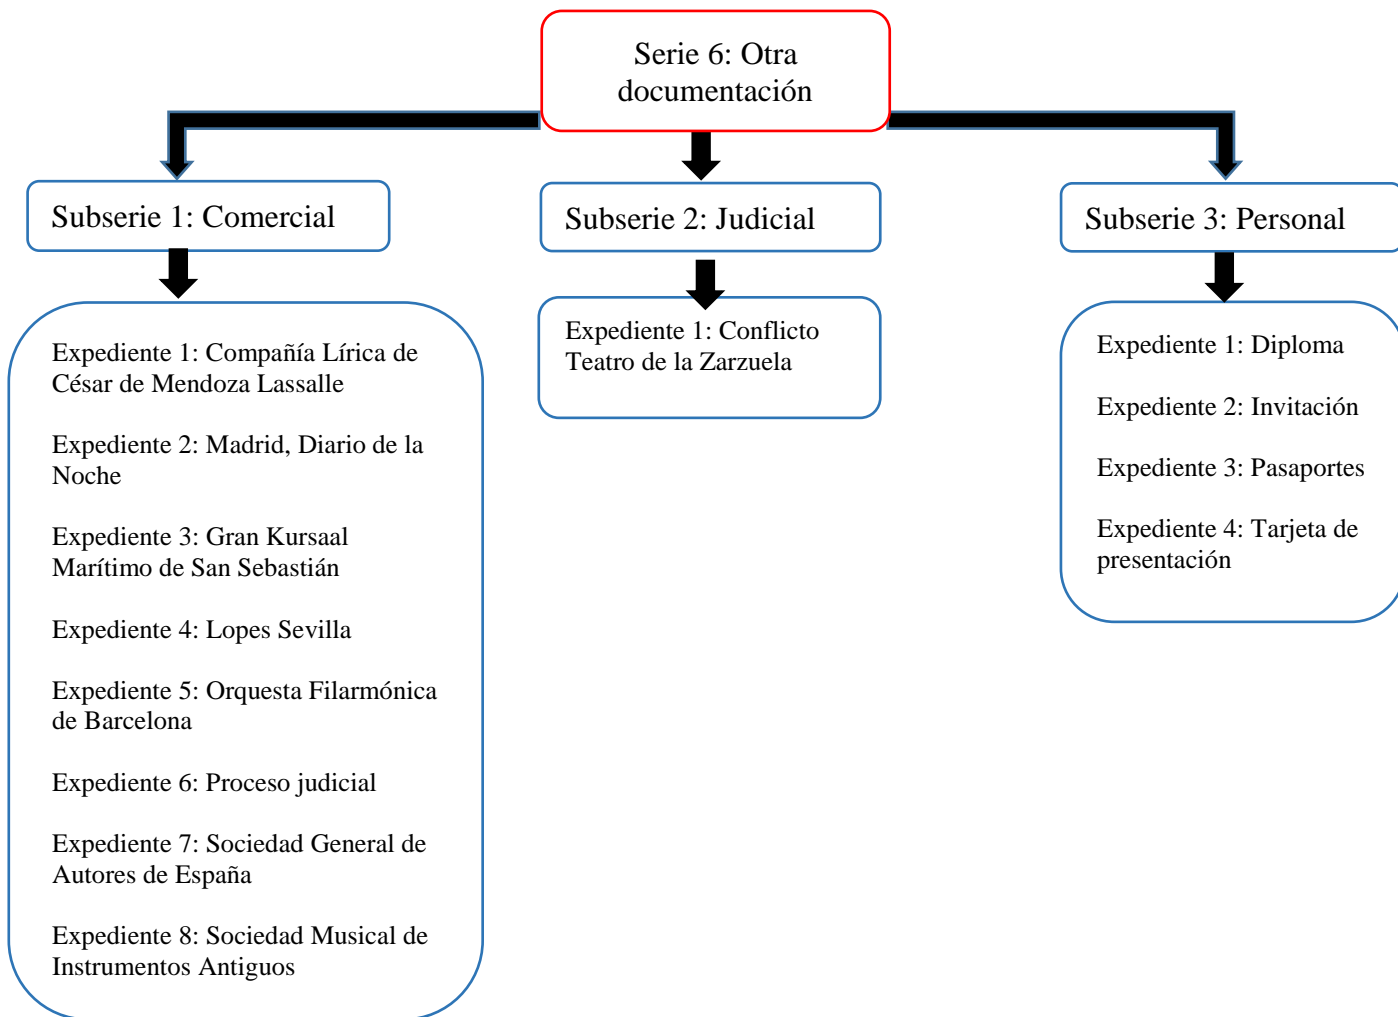 Serie 6: Otra
documentación
Subserie 1: Comercial
Subserie 2: Judicial
Subserie 3: Personal
Expediente 1: Compañía Lírica de
César de Mendoza Lassalle
Expediente 2: Madrid, Diario de la
Noche
Expediente 3: Gran Kursaal
Marítimo de San Sebastián
Expediente 4: Lopes Sevilla
Expediente 5: Orquesta Filarmónica
de Barcelona
Expediente 6: Proceso judicial
Expediente 7: Sociedad General de
Autores de España
Expediente 8: Sociedad Musical de
Instrumentos Antiguos
Expediente 1: Conflicto
Teatro de la Zarzuela
Expediente 1: Diploma
Expediente 2: Invitación
Expediente 3: Pasaportes
Expediente 4: Tarjeta de
presentación